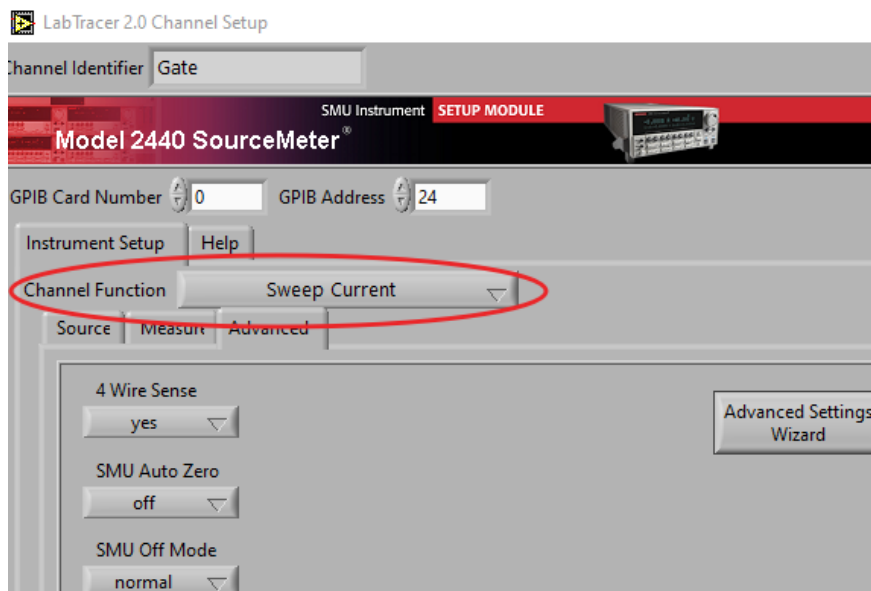 LabTracer 2.0 Channel Setup
Channel Identifier Gate
SMU Instrument SETUP MODULE
Model 2440 SourceMeter®
GPIB Card Number 0 GPIB Address 24
Instrument Setup Help
Channel Function Sweep Current
Source Measure Advanced
4 Wire Sense
yes
Advanced Settings
Wizard
SMU Auto Zero
off
SMU Off Mode
normal